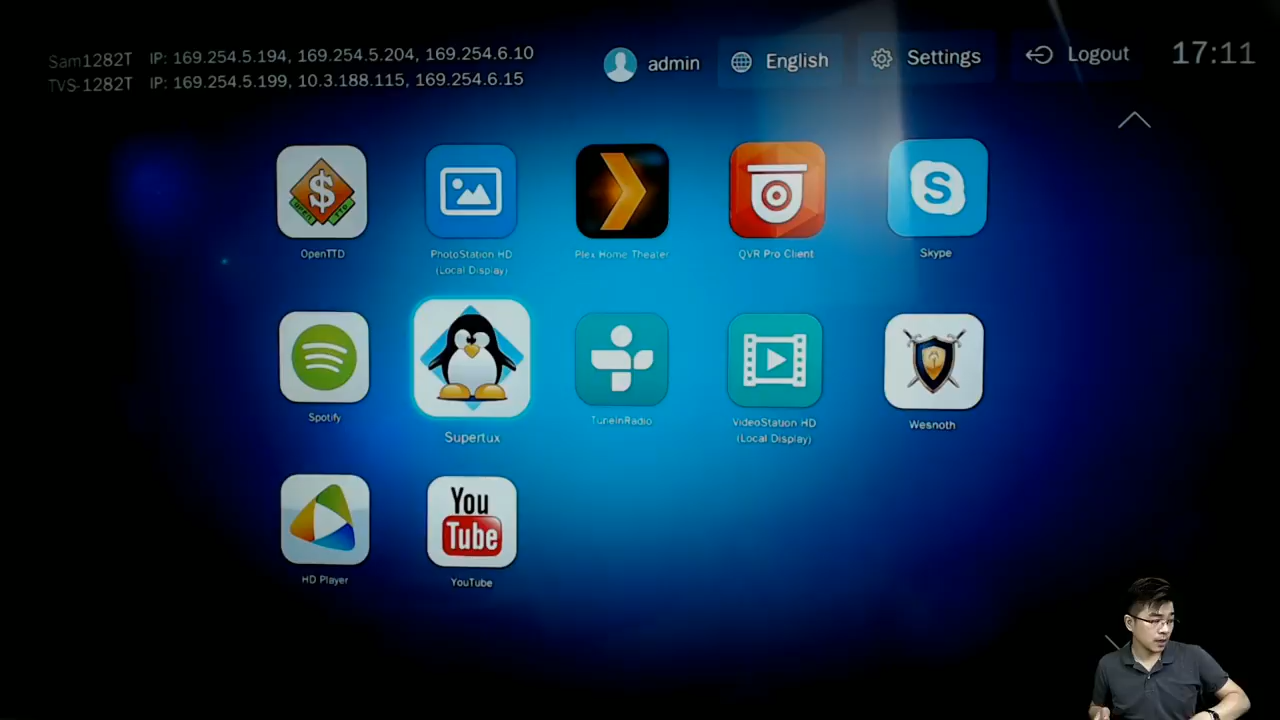 Sam1282T IP: 169.254.5.194, 169.254.5.204, 169.254.6.10
TVS-1282T IP: 169.254.5.199, 10.3.188.115, 169.254.6.15
admin
English
Settings
Logout
17:11
$
OPEN TTD
S
OpenTTD
PhotoStation HD
(Local Display)
Plex Home Theater
QVR Pro Client
Skype
Spotify
Supertux
TuneInRadio
VideoStation HD
(Local Display)
Wesnoth
You
Tube
HD Player
YouTube